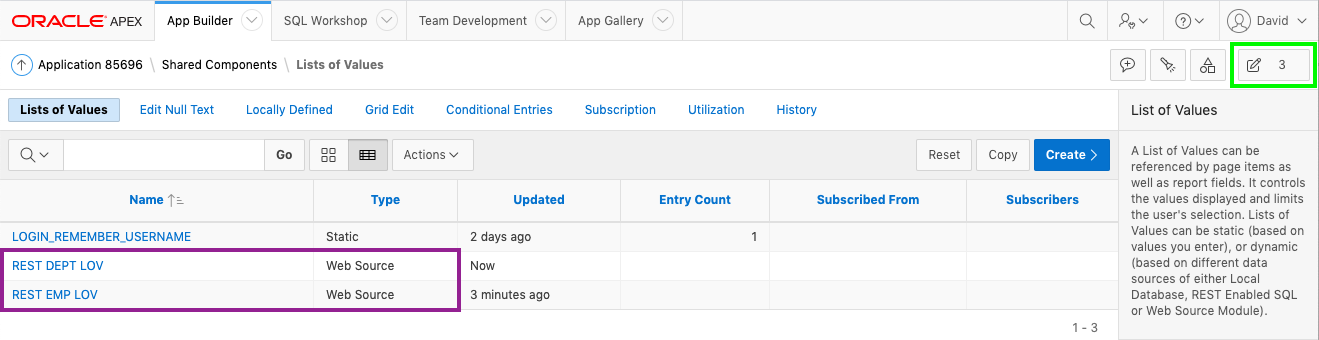 ORACLE APEX App Builder SQL Workshop Team Development App Gallery David
Application 85696 \ Shared Components \ Lists of Values 3
Lists of Values Edit Null Text Locally Defined Grid Edit Conditional Entries Subscription Utilization History
Go Actions Reset Copy Create >
Name Type Updated Entry Count Subscribed From Subscribers
LOGIN_REMEMBER_USERNAME Static 2 days ago 1
REST DEPT LOV Web Source Now
REST EMP LOV Web Source 3 minutes ago
1 - 3
List of Values
A List of Values can be
referenced by page items as
well as report fields. It controls
the values displayed and limits
the user's selection. Lists of
Values can be static (based on
values you enter), or dynamic
(based on different data
sources of either Local
Database, REST Enabled SQL
or Web Source Module).